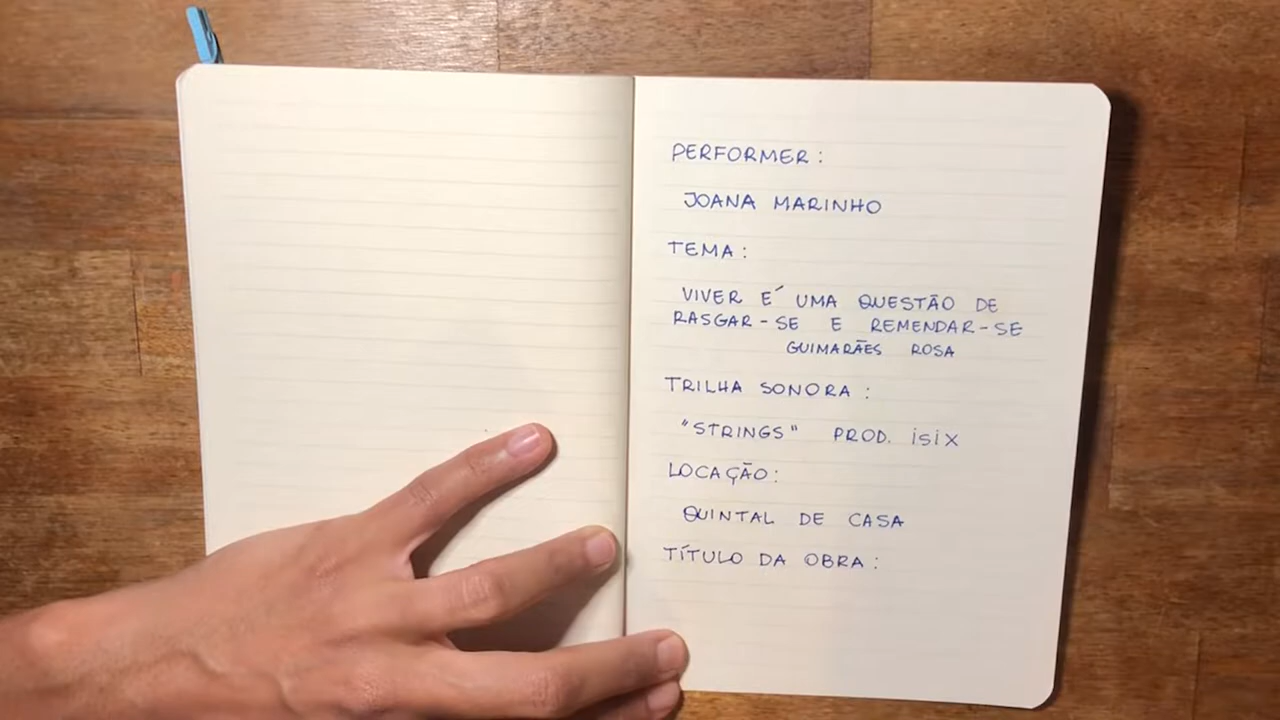 PERFORMER:
JOANA MARINHO
TEMA:
VIVER É UMA QUESTÃO DE
RASGAR-SE E REMENDAR-SE
GUIMARÃES ROSA
TRILHA SONORA:
"STRINGS" PROD. iSiX
LOCAÇÃO:
QUINTAL DE CASA
TÍTULO DA OBRA: